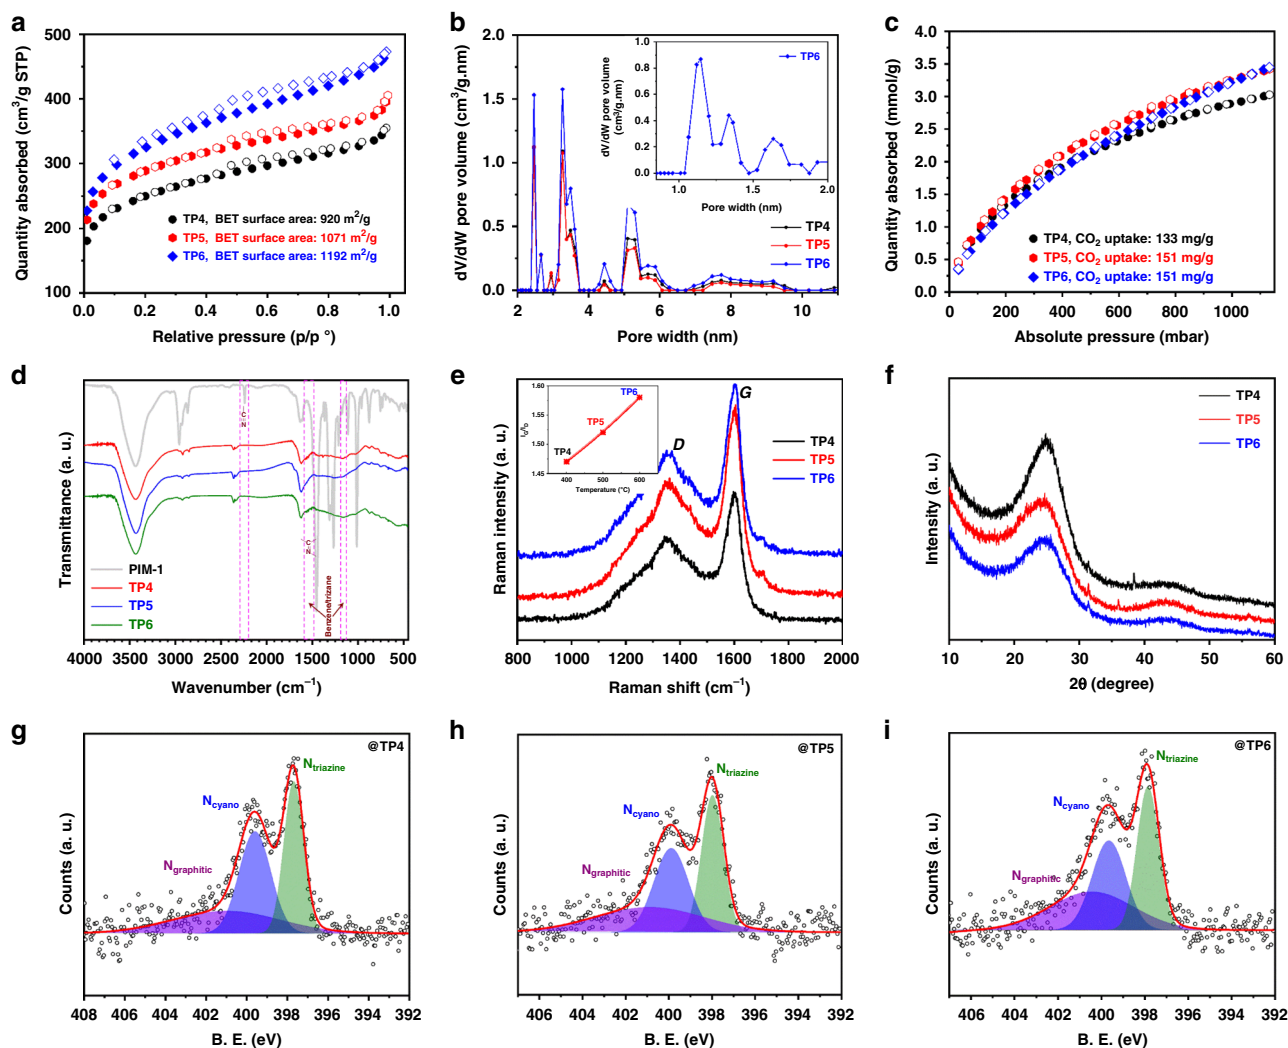 a
500
400
300
200
100
0.0
0.2
0.4
0.6
0.8
1.0
Quantity absorbed (cm³/g STP)
Relative pressure (p/p °)
TP4, BET surface area: 920 m²/g
TP5, BET surface area: 1071 m²/g
TP6, BET surface area: 1192 m²/g
b
2.0
1.5
1.0
0.5
0.0
2
4
6
8
10
dV/dW pore volume (cm³/g.nm)
Pore width (nm)
TP4
TP5
TP6
1.0
0.8
0.6
0.4
0.2
0.0
1.0
1.5
2.0
dV/dW pore volume
(cm³/g.nm)
Pore width (nm)
TP6
c
4.0
3.5
3.0
2.5
2.0
1.5
1.0
0.5
0.0
0
200
400
600
800
1000
Quantity absorbed (mmol/g)
Absolute pressure (mbar)
TP4, CO₂ uptake: 133 mg/g
TP5, CO₂ uptake: 151 mg/g
TP6, CO₂ uptake: 151 mg/g
d
Transmittance (a. u.)
C
N
C
N
Benzene/trizane
PIM-1
TP4
TP5
TP6
4000
3500
3000
2500
2000
1500
1000
500
Wavenumber (cm⁻¹)
e
Raman intensity (a. u.)
1.60
1.55
1.50
1.45
400
500
600
I_G/I_D
Temperature (°C)
TP4
TP5
TP6
D
G
TP4
TP5
TP6
800
1000
1200
1400
1600
1800
2000
Raman shift (cm⁻¹)
f
Intensity (a. u.)
TP4
TP5
TP6
10
20
30
40
50
60
2θ (degree)
g
@TP4
N_triazine
N_cyano
N_graphitic
Counts (a. u.)
408
406
404
402
400
398
396
394
392
B. E. (eV)
h
@TP5
N_triazine
N_cyano
N_graphitic
Counts (a. u.)
406
404
402
400
398
396
394
392
B. E. (eV)
i
@TP6
N_triazine
N_cyano
N_graphitic
Counts (a. u.)
406
404
402
400
398
396
394
392
B. E. (eV)